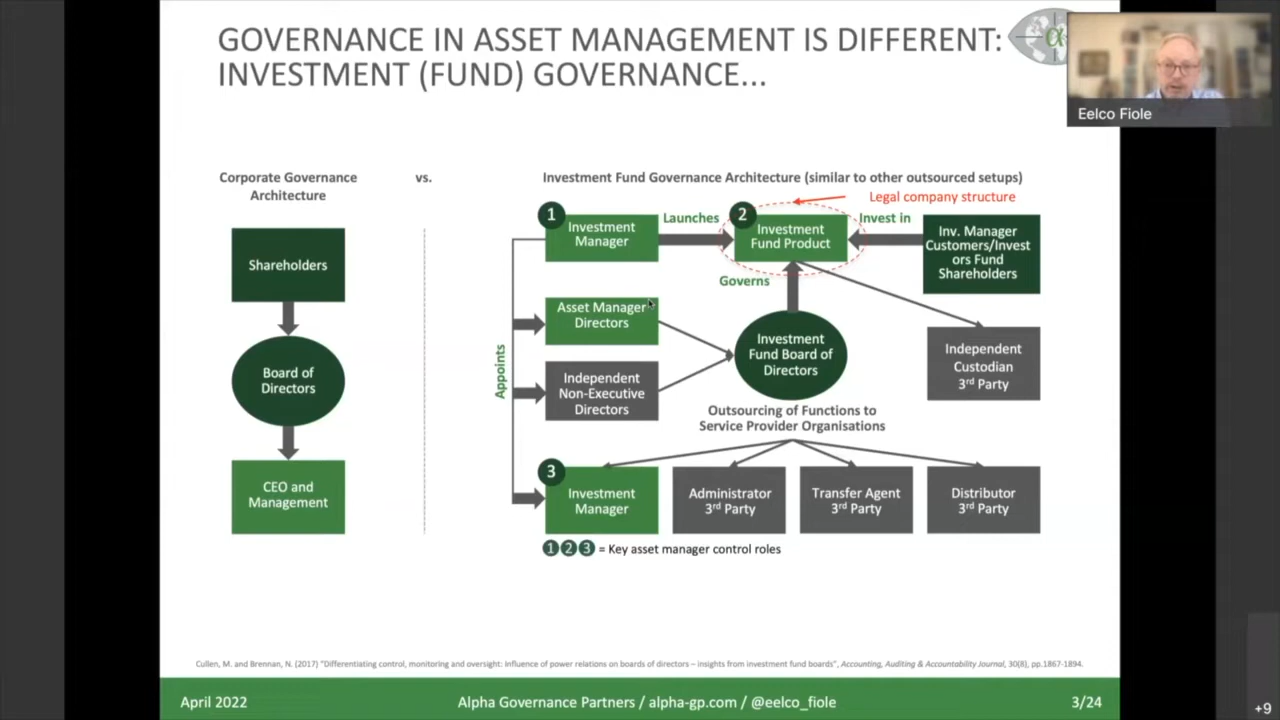 GOVERNANCE IN ASSET MANAGEMENT IS DIFFERENT:
INVESTMENT (FUND) GOVERNANCE...
α
Eelco Fiole
Corporate Governance
Architecture
vs.
Investment Fund Governance Architecture (similar to other outsourced setups)
Legal company structure
Shareholders
Board of
Directors
CEO and
Management
1
Investment
Manager
Launches
2
Investment
Fund Product
Invest in
Inv. Manager
Customers/Invest
ors Fund
Shareholders
Governs
Appoints
Asset Manager
Directors
Independent
Non-Executive
Directors
Investment
Fund Board of
Directors
Independent
Custodian
3rd Party
Outsourcing of Functions to
Service Provider Organisations
3
Investment
Manager
Administrator
3rd Party
Transfer Agent
3rd Party
Distributor
3rd Party
1 2 3 = Key asset manager control roles
Cullen, M. and Brennan, N. (2017) "Differentiating control, monitoring and oversight: Influence of power relations on boards of directors – insights from investment fund boards", Accounting, Auditing & Accountability Journal, 30(8), pp.1867-1894.
April 2022
Alpha Governance Partners / alpha-gp.com / @eelco_fiole
3/24
+9